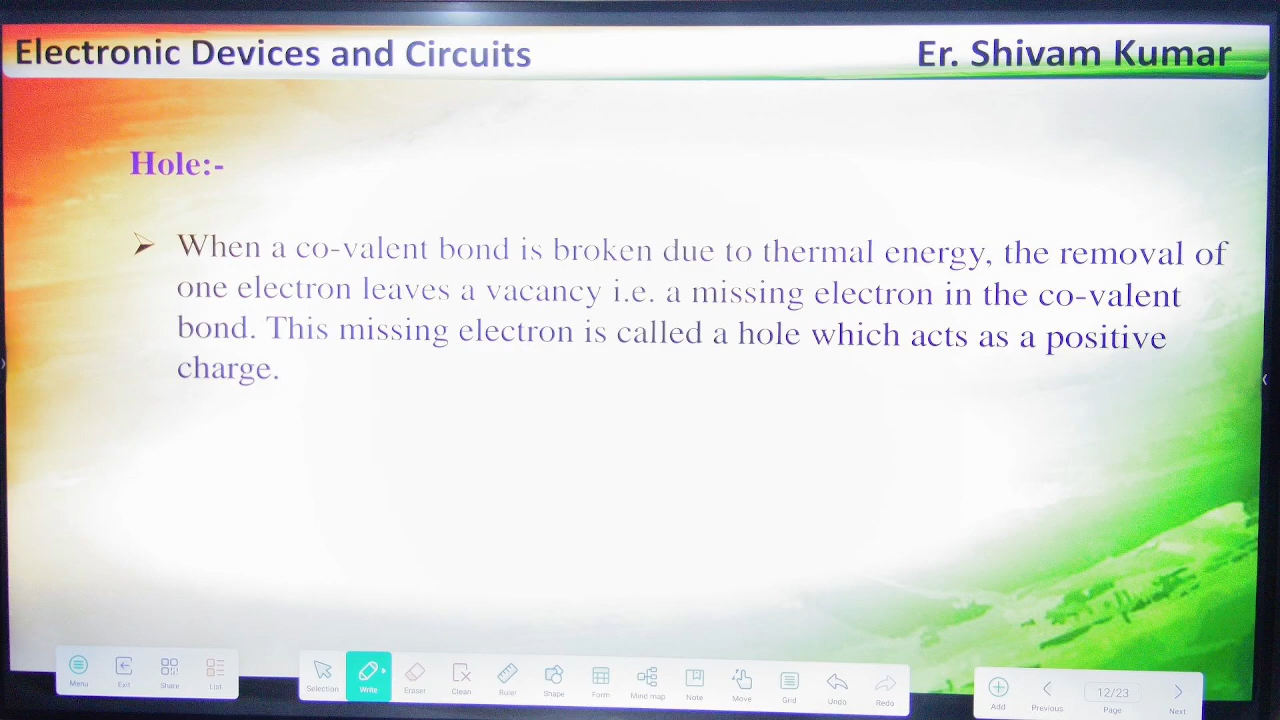 Electronic Devices and Circuits
Er. Shivam Kumar
Hole:-
When a co-valent bond is broken due to thermal energy, the removal of
one electron leaves a vacancy i.e. a missing electron in the co-valent
bond. This missing electron is called a hole which acts as a positive
charge.
Menu
Exit
Share
List
Selection
Write
Eraser
Clean
Ruler
Shape
Form
Mind map
Note
Move
Grid
Undo
Redo
Add
Previous
12/23
Page
Next